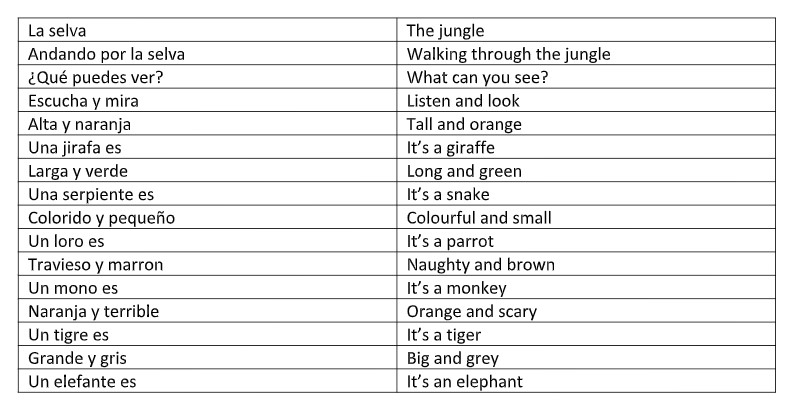 La selva The jungle
Andando por la selva Walking through the jungle
¿Qué puedes ver? What can you see?
Escucha y mira Listen and look
Alta y naranja Tall and orange
Una jirafa es It’s a giraffe
Larga y verde Long and green
Una serpiente es It’s a snake
Colorido y pequeño Colourful and small
Un loro es It’s a parrot
Travieso y marron Naughty and brown
Un mono es It’s a monkey
Naranja y terrible Orange and scary
Un tigre es It’s a tiger
Grande y gris Big and grey
Un elefante es It’s an elephant